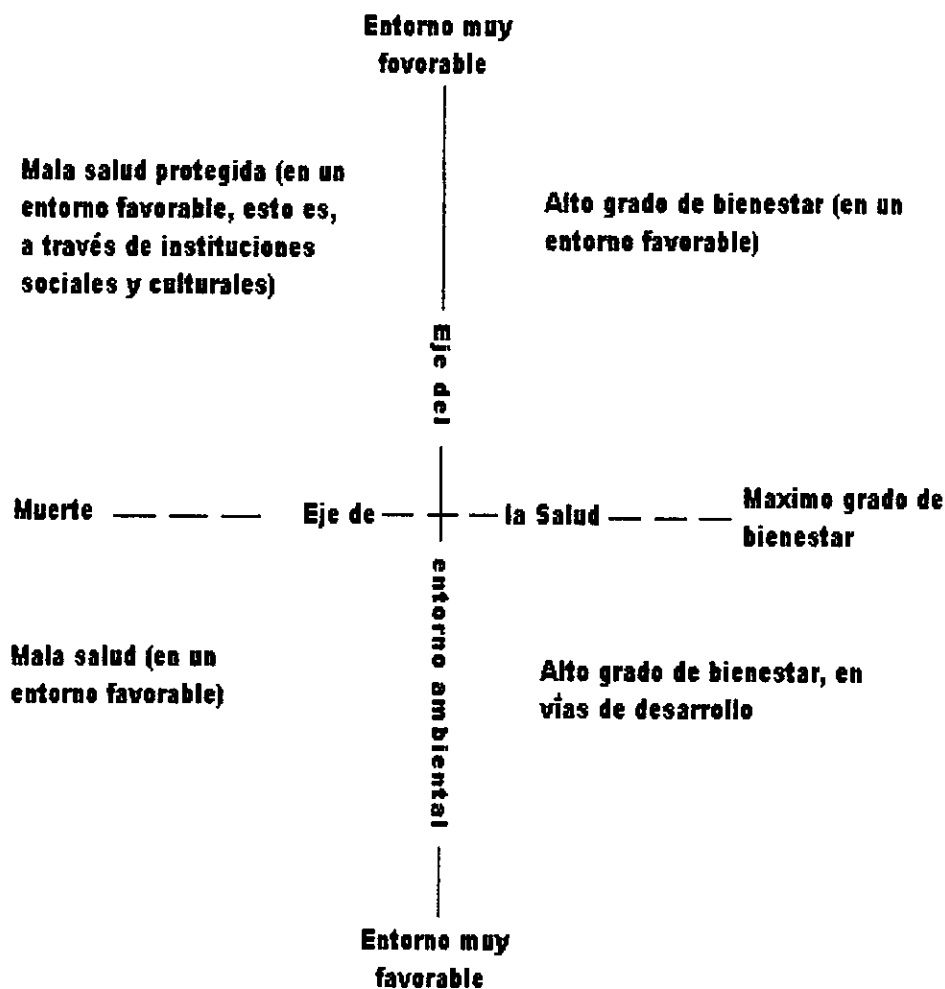 Entorno muy
fovorable
Mala salud protegida (en un
entorno favorable, esto es,
a través de instituciones
sociales y culturales)
Alto grado de bienestar (en un
entorno favorable)
Eje del
Muerte
Eje de
la Salud
Maximo grado de
bienestar
entorno ambiental
Mala salud (en un
entorno favorable)
Alto grado de bienestar, en
vías de desarrollo
Entorno muy
favorable